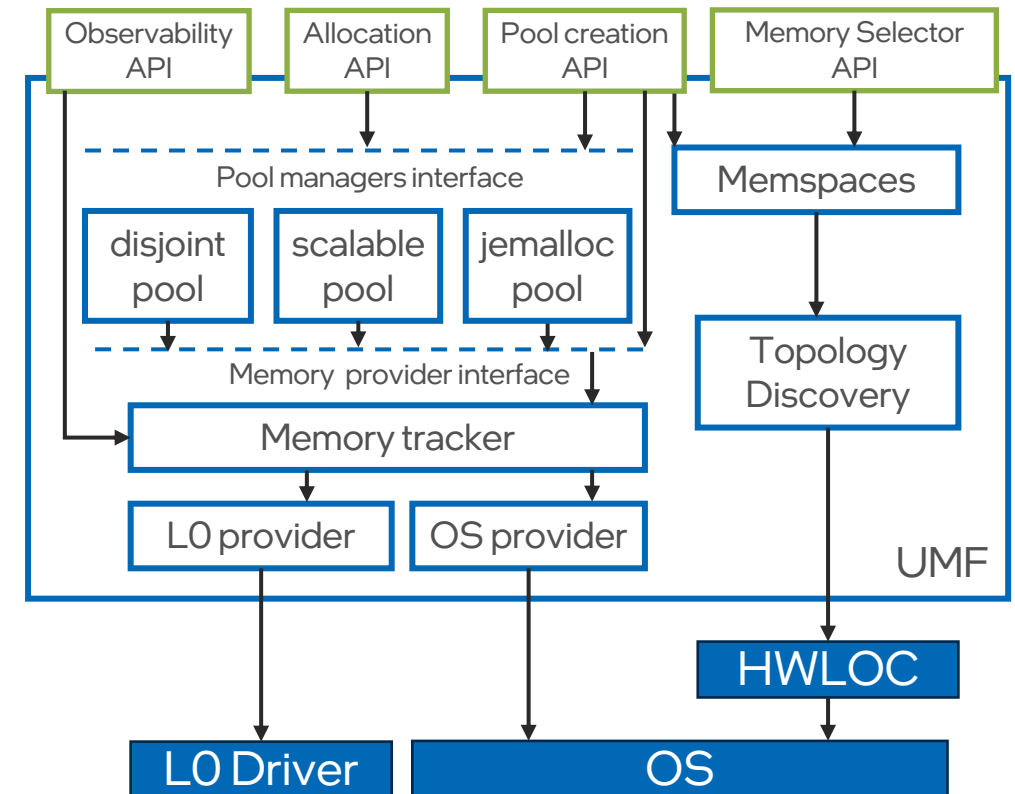 Observability
API
Allocation
API
Pool creation
API
Memory Selector
API
Pool managers interface
Memspaces
disjoint
pool
scalable
pool
jemalloc
pool
Memory provider interface
Topology
Discovery
Memory tracker
L0 provider
OS provider
UMF
HWLOC
L0 Driver
OS